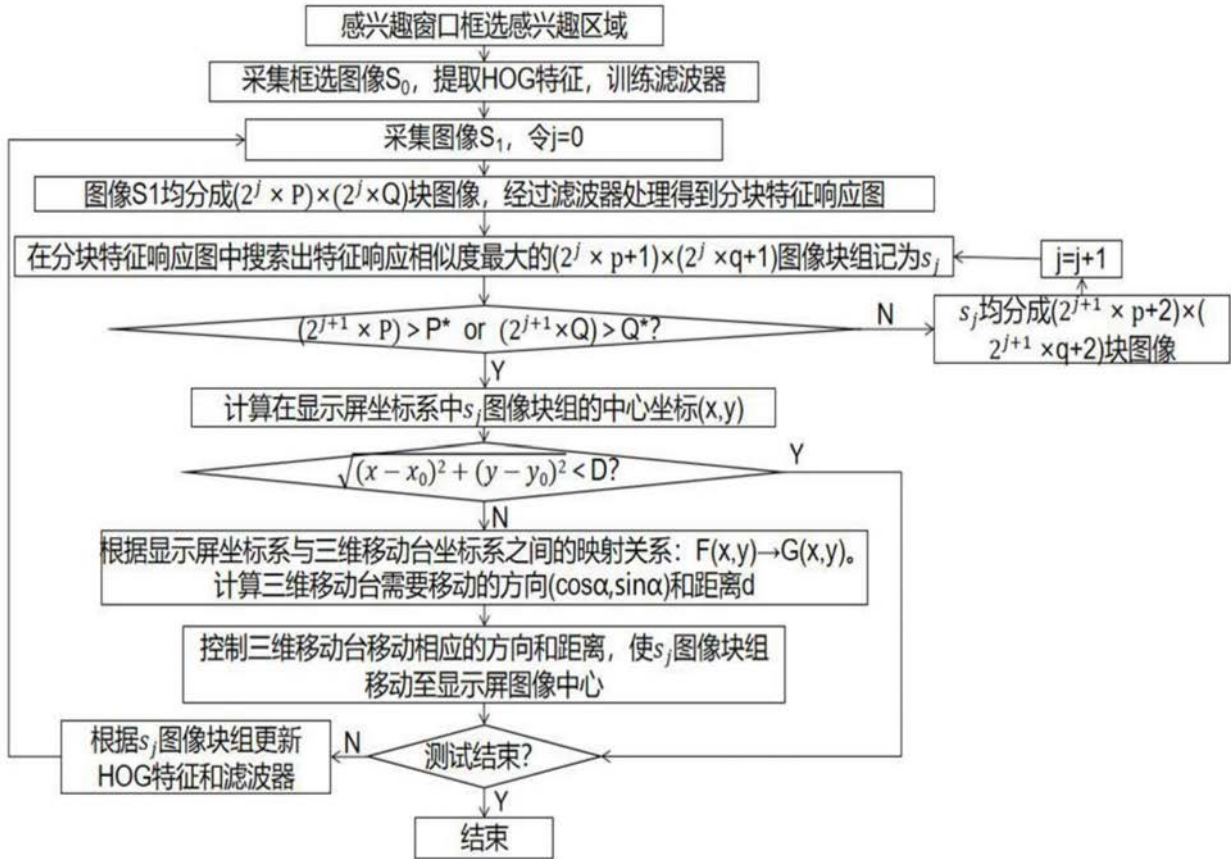 感兴趣窗口框选感兴趣区域
采集框选图像S₀，提取HOG特征，训练滤波器
采集图像S₁，令j=0
图像S1均分成(2ʲ × P)×(2ʲ×Q)块图像，经过滤波器处理得到分块特征响应图
在分块特征响应图中搜索出特征响应相似度最大的(2ʲ × p+1)×(2ʲ ×q+1)图像块组记为sⱼ
j=j+1
(2ʲ⁺¹ × P) > P* or (2ʲ⁺¹×Q) > Q*?
N
sⱼ均分成(2ʲ⁺¹ × p+2)×(
2ʲ⁺¹ ×q+2)块图像
Y
计算在显示屏坐标系中sⱼ图像块组的中心坐标(x,y)
√((x − x₀)² + (y − y₀)²) < D?
Y
N
根据显示屏坐标系与三维移动台坐标系之间的映射关系：F(x,y)→G(x,y)。
计算三维移动台需要移动的方向(cosα,sinα)和距离d
控制三维移动台移动相应的方向和距离，使sⱼ图像块组
移动至显示屏图像中心
根据sⱼ图像块组更新
HOG特征和滤波器
N
测试结束?
Y
结束